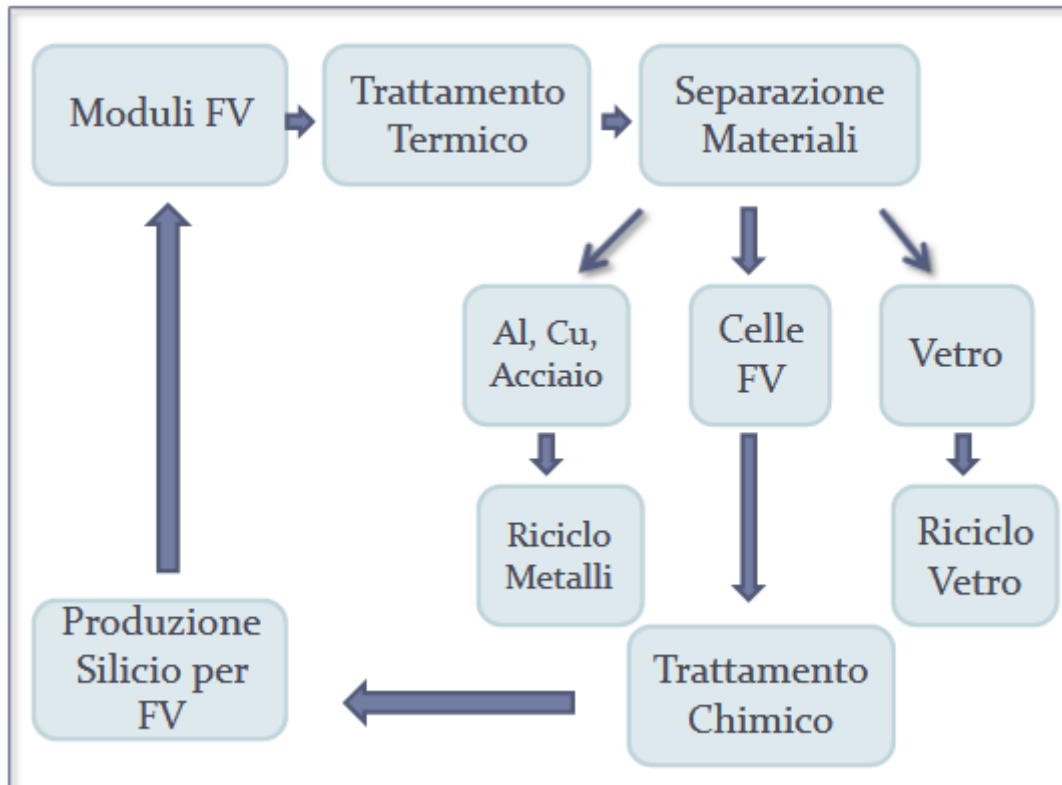 Moduli FV
Trattamento
Termico
Separazione
Materiali
Al, Cu,
Acciaio
Celle
FV
Vetro
Riciclo
Metalli
Riciclo
Vetro
Produzione
Silicio per
FV
Trattamento
Chimico